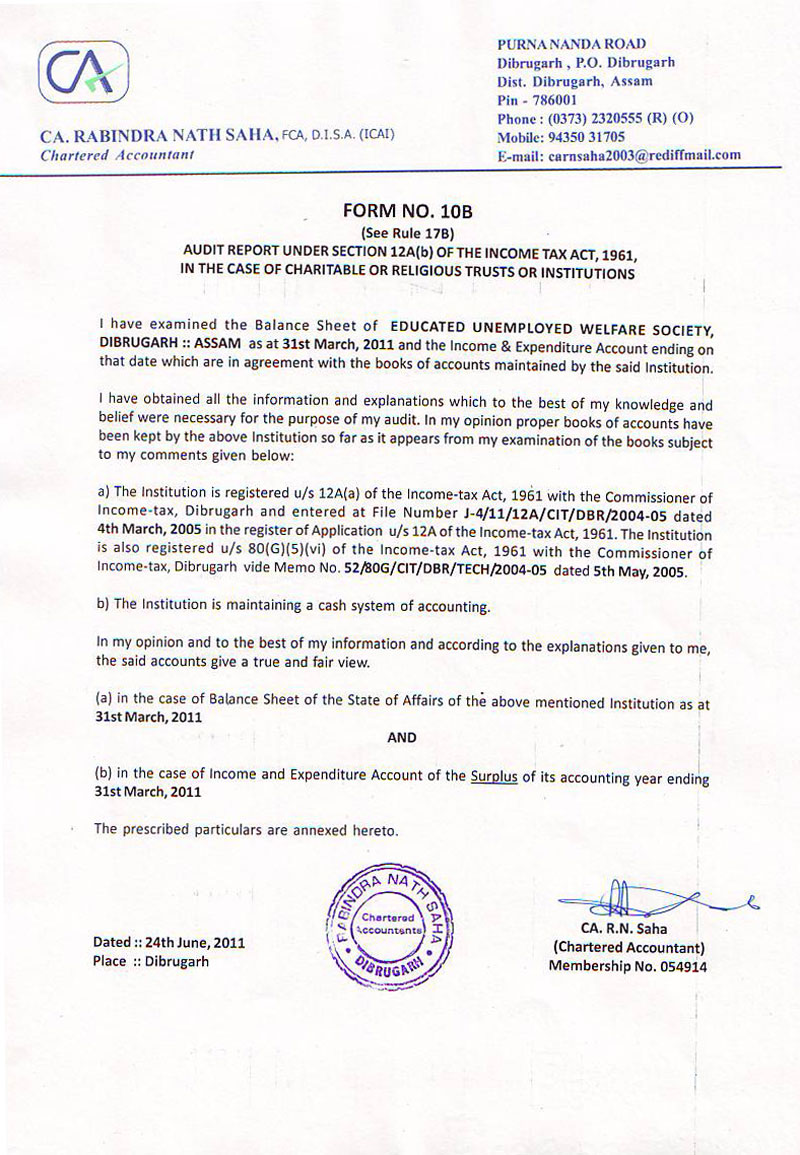 CA
PURNA NANDA ROAD
Dibrugarh , P.O. Dibrugarh
Dist. Dibrugarh, Assam
Pin - 786001
Phone : (0373) 2320555 (R) (O)
Mobile: 94350 31705
E-mail: carnsaha2003@rediffmail.com
CA. RABINDRA NATH SAHA, FCA, D.I.S.A. (ICAI)
Chartered Accountant
FORM NO. 10B
(See Rule 17B)
AUDIT REPORT UNDER SECTION 12A(b) OF THE INCOME TAX ACT, 1961,
IN THE CASE OF CHARITABLE OR RELIGIOUS TRUSTS OR INSTITUTIONS
I have examined the Balance Sheet of EDUCATED UNEMPLOYED WELFARE SOCIETY,
DIBRUGARH :: ASSAM as at 31st March, 2011 and the Income & Expenditure Account ending on
that date which are in agreement with the books of accounts maintained by the said Institution.
I have obtained all the information and explanations which to the best of my knowledge and
belief were necessary for the purpose of my audit. In my opinion proper books of accounts have
been kept by the above Institution so far as it appears from my examination of the books subject
to my comments given below:
a) The Institution is registered u/s 12A(a) of the Income-tax Act, 1961 with the Commissioner of
Income-tax, Dibrugarh and entered at File Number J-4/11/12A/CIT/DBR/2004-05 dated
4th March, 2005 in the register of Application u/s 12A of the Income-tax Act, 1961. The Institution
is also registered u/s 80(G)(5)(vi) of the Income-tax Act, 1961 with the Commissioner of
Income-tax, Dibrugarh vide Memo No. 52/80G/CIT/DBR/TECH/2004-05 dated 5th May, 2005.
b) The Institution is maintaining a cash system of accounting.
In my opinion and to the best of my information and according to the explanations given to me,
the said accounts give a true and fair view.
(a) in the case of Balance Sheet of the State of Affairs of the above mentioned Institution as at
31st March, 2011
AND
(b) in the case of Income and Expenditure Account of the Surplus of its accounting year ending
31st March, 2011
The prescribed particulars are annexed hereto.
RABINDRA NATH SAHA
Chartered
Accountants
DIBRUGARH
Dated :: 24th June, 2011
Place :: Dibrugarh
CA. R.N. Saha
(Chartered Accountant)
Membership No. 054914